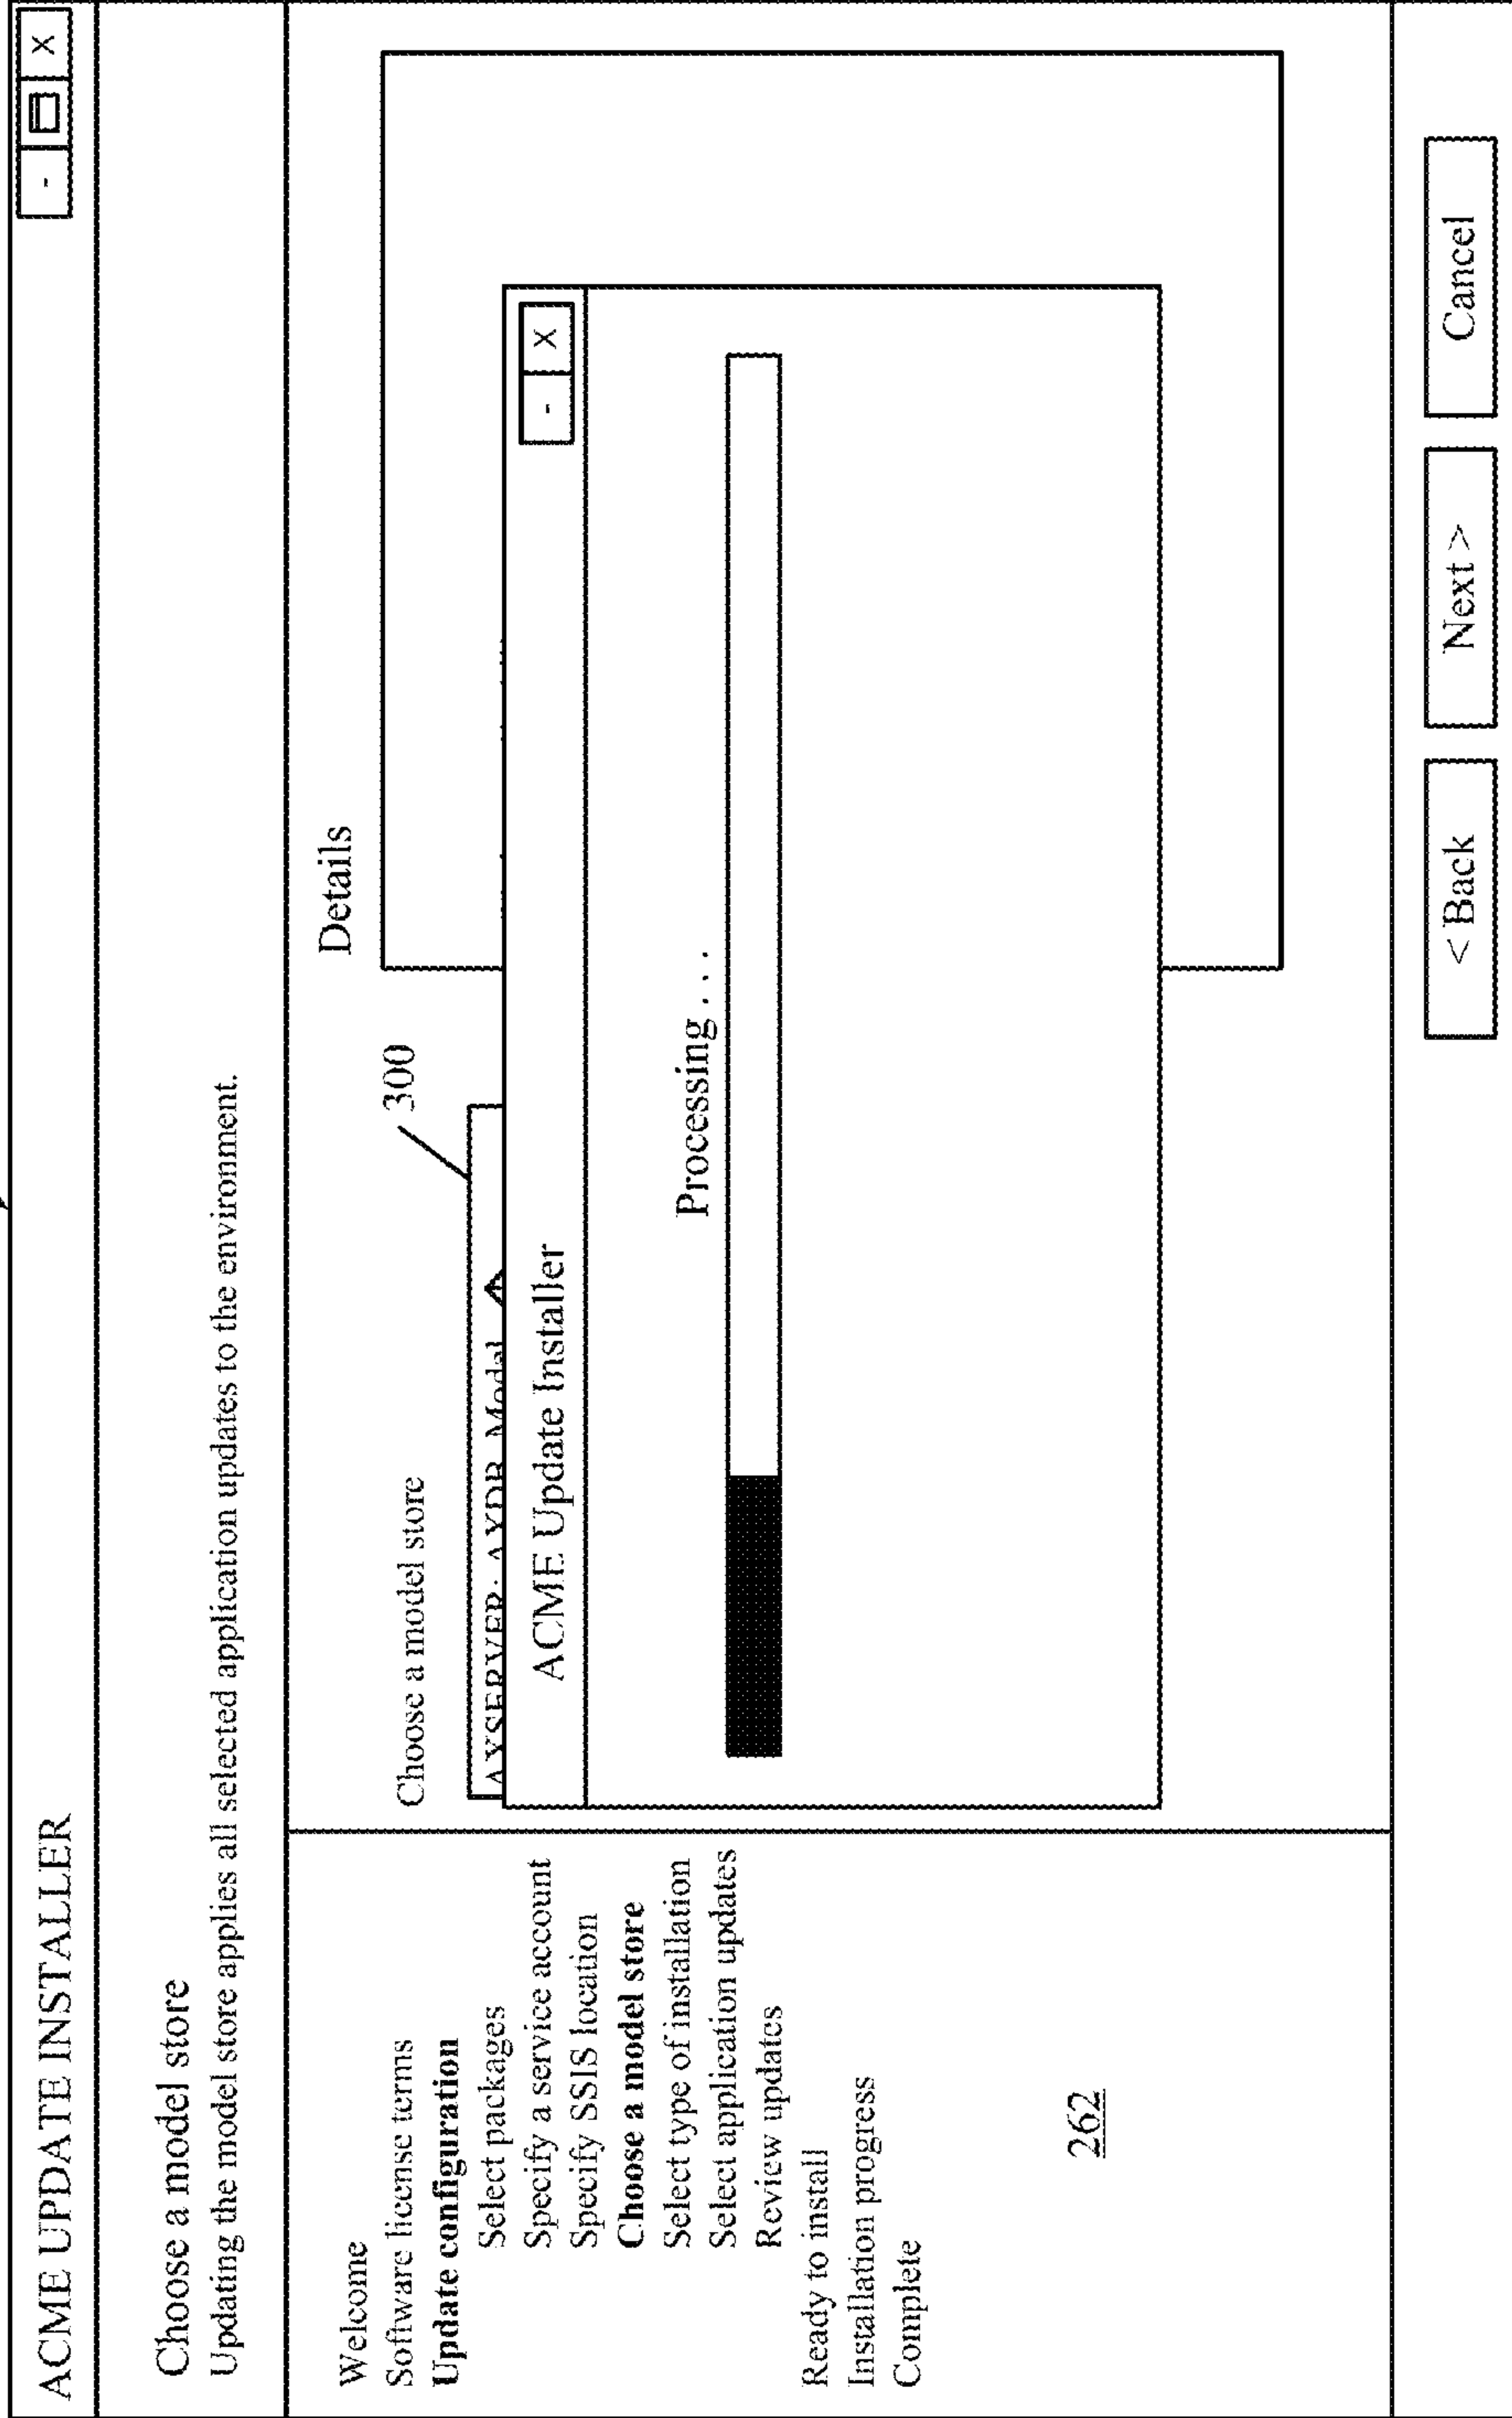 ACME UPDATE INSTALLER
- X
Choose a model store
Updating the model store applies all selected application updates to the environment.
Welcome
Software license terms
Update configuration
Select packages
Specify a service account
Specify SSIS location
Choose a model store
Select type of installation
Select application updates
Review updates
Ready to install
Installation progress
Complete
262
Choose a model store
300
Details
AXSERVER: AXDB Model
ACME Update Installer
- X
Processing . . .
< Back
Next >
Cancel